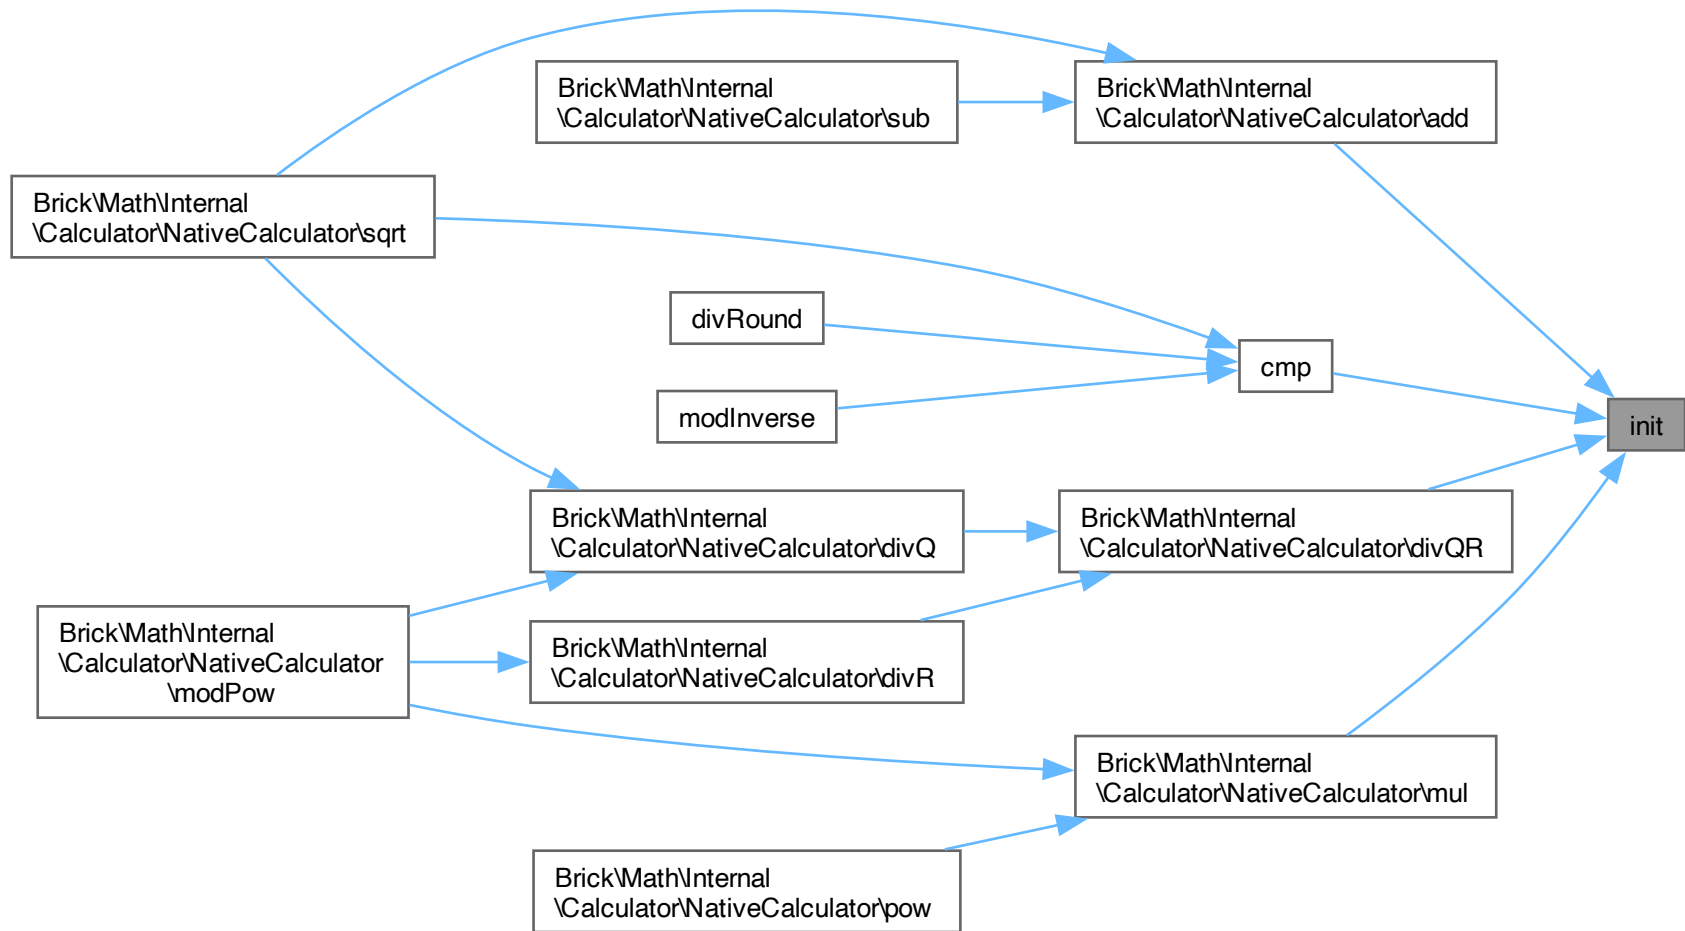 Brick\Math\Internal
\Calculator\NativeCalculator\sub
Brick\Math\Internal
\Calculator\NativeCalculator\add
Brick\Math\Internal
\Calculator\NativeCalculator\sqrt
divRound
cmp
modInverse
init
Brick\Math\Internal
\Calculator\NativeCalculator\divQ
Brick\Math\Internal
\Calculator\NativeCalculator\divQR
Brick\Math\Internal
\Calculator\NativeCalculator
\modPow
Brick\Math\Internal
\Calculator\NativeCalculator\divR
Brick\Math\Internal
\Calculator\NativeCalculator\mul
Brick\Math\Internal
\Calculator\NativeCalculator\pow